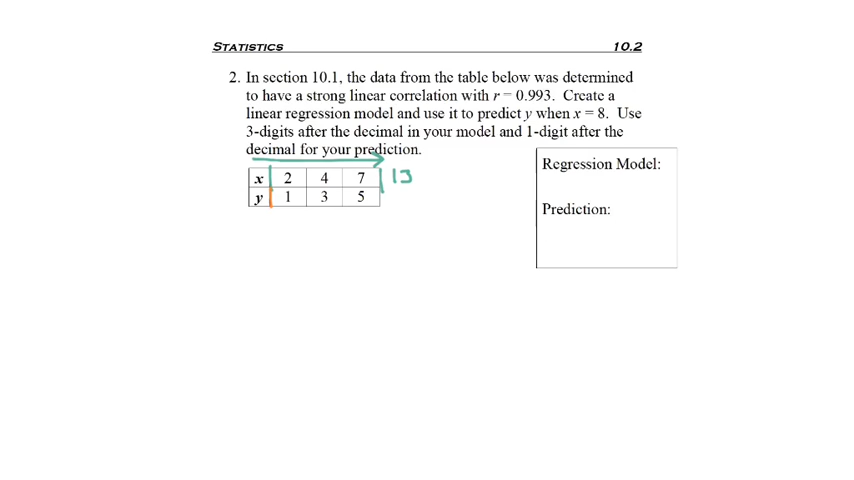 STATISTICS 10.2
2. In section 10.1, the data from the table below was determined
to have a strong linear correlation with r = 0.993. Create a
linear regression model and use it to predict y when x = 8. Use
3-digits after the decimal in your model and 1-digit after the
decimal for your prediction.
x 2 4 7 13
y 1 3 5
Regression Model:
Prediction: